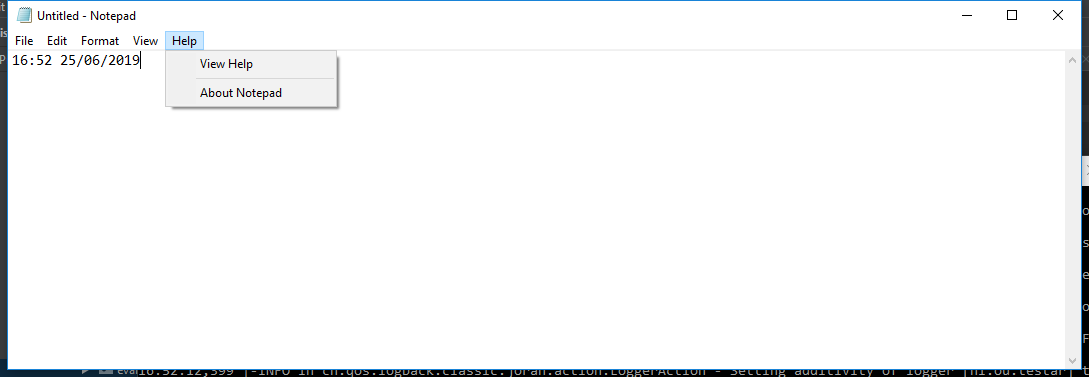 Untitled - Notepad
File Edit Format View Help
16:52 25/06/2019
View Help
About Notepad
eval16:52:12,399 |-INFO in ch.qos.logback.classic.joran.action.LoggerAction - Setting additivity of logger [nl.ou.testar]